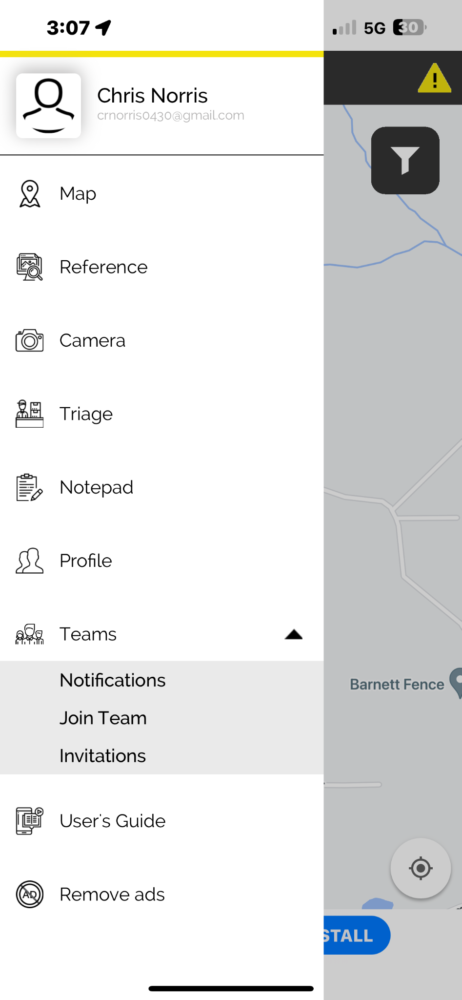 3:07
5G 30
Chris Norris
crnorris0430@gmail.com
Map
Reference
Camera
Triage
Notepad
Profile
Teams
Notifications
Join Team
Barnett Fence
Invitations
User's Guide
AD
Remove ads
STALL